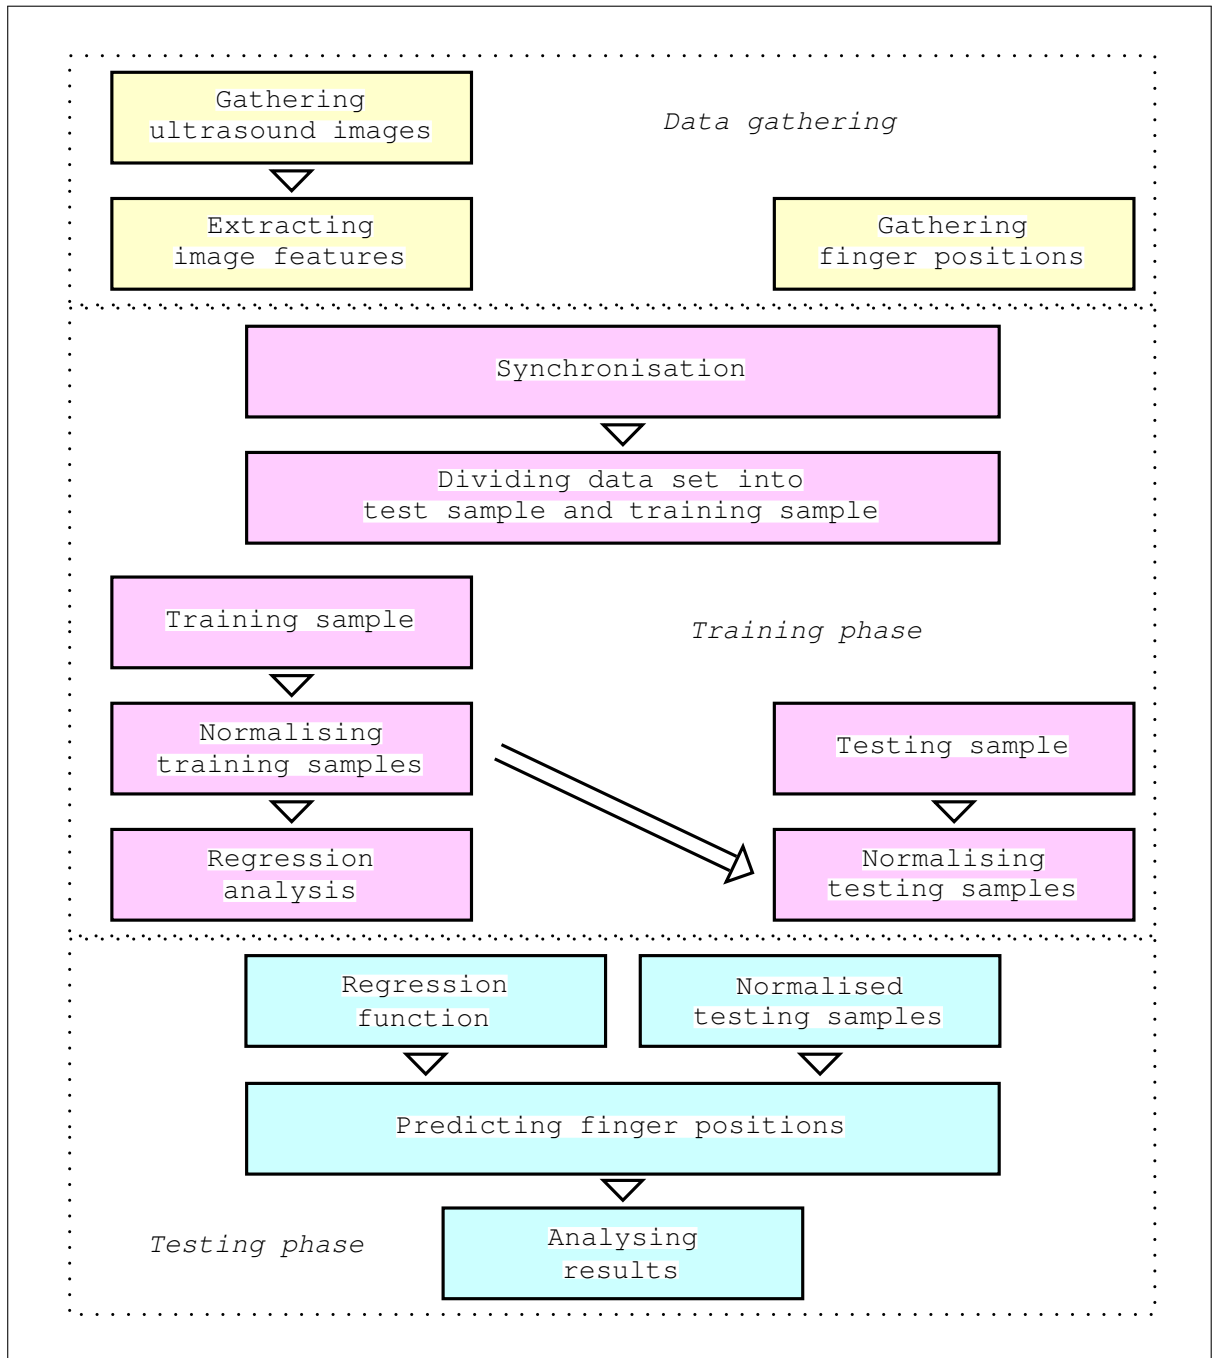 Gathering
ultrasound images
Data gathering
Extracting
image features
Gathering
finger positions
Synchronisation
Dividing data set into
test sample and training sample
Training sample
Training phase
Normalising
training samples
Testing sample
Regression
analysis
Normalising
testing samples
Regression
function
Normalised
testing samples
Predicting finger positions
Testing phase
Analysing
results